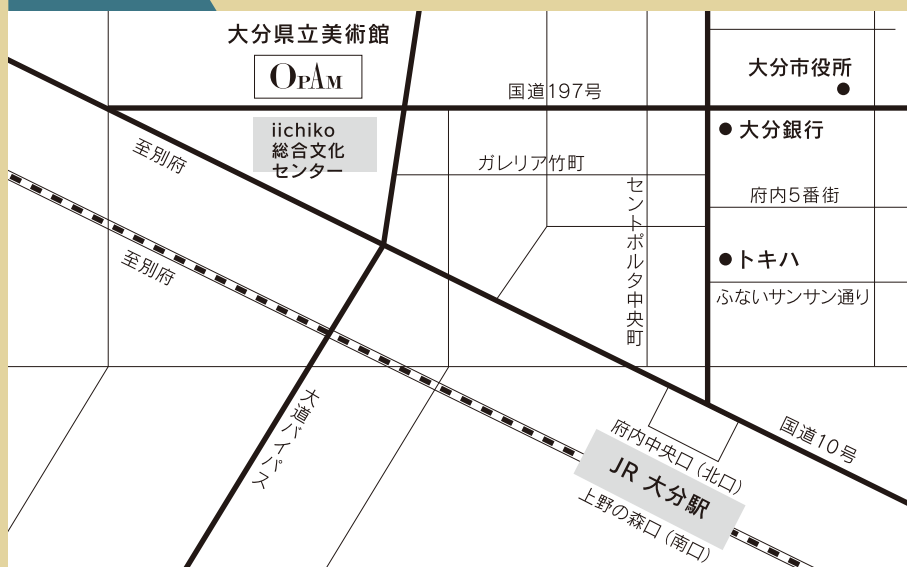 大分県立美術館
OPAM
大分市役所
国道197号
iichiko
総合文化
センター
大分銀行
至別府
ガレリア竹町
セントポルタ中央町
府内5番街
至別府
トキハ
ふないサンサン通り
大道バイパス
国道10号
府内中央口(北口)
JR 大分駅
上野の森口(南口)